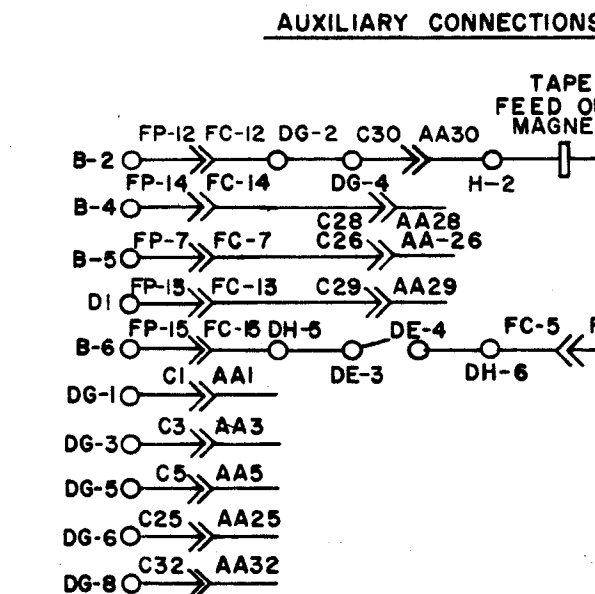 AUXILIARY CONNECTIONS
TAPE
FEED
MAGNE
FP-12 FC-12 DG-2 C30 AA30
B-2 DG-4 H-2
FP-14 FC-14
B-4 C28 AA28
FP-7 FC-7 C26 AA-26
B-5
FP-13 FC-13 C29 AA29
D1
FP-15 FC-15 DH-5 DE-4 FC-5
B-6 DE-3 DH-6
C1 AA1
DG-1
C3 AA3
DG-3
C5 AA5
DG-5
C25 AA25
DG-6
C32 AA32
DG-8